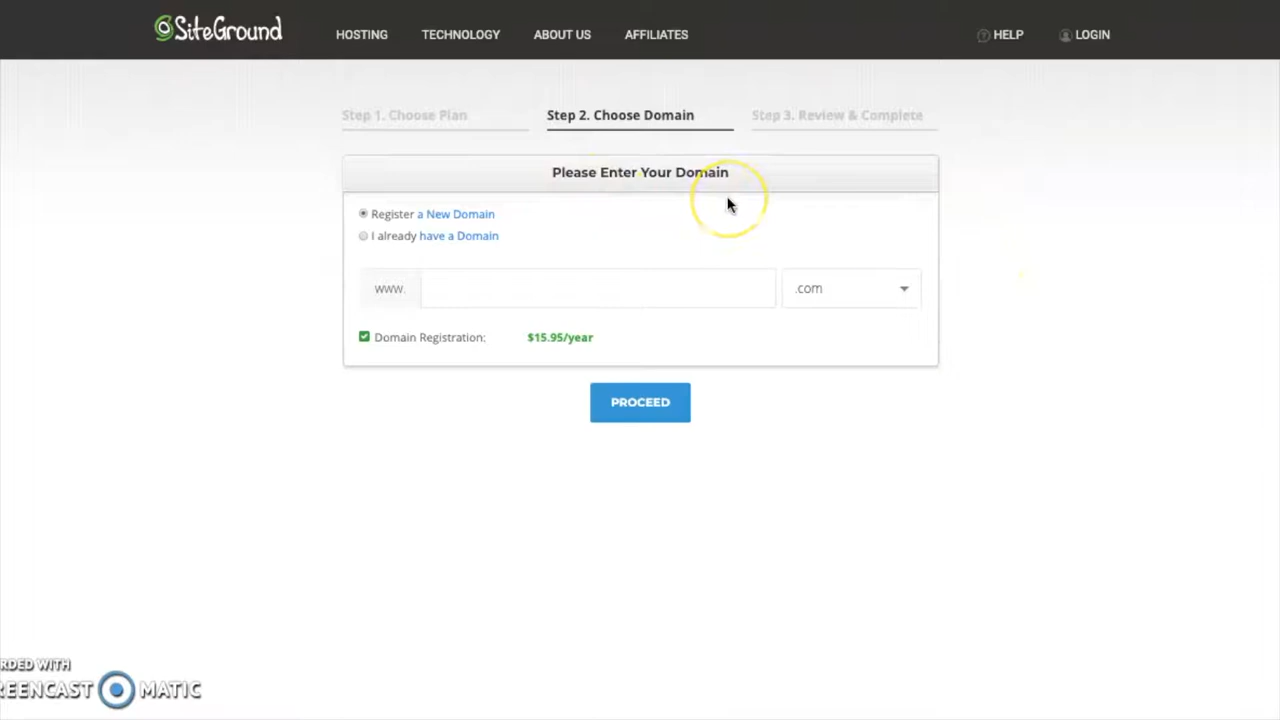 SiteGround HOSTING TECHNOLOGY ABOUT US AFFILIATES HELP LOGIN
Step 1. Choose Plan Step 2. Choose Domain Step 3. Review & Complete
Please Enter Your Domain
Register a New Domain
I already have a Domain
www. .com
Domain Registration: $15.95/year
PROCEED
RDED WITH
REENCAST MATIC